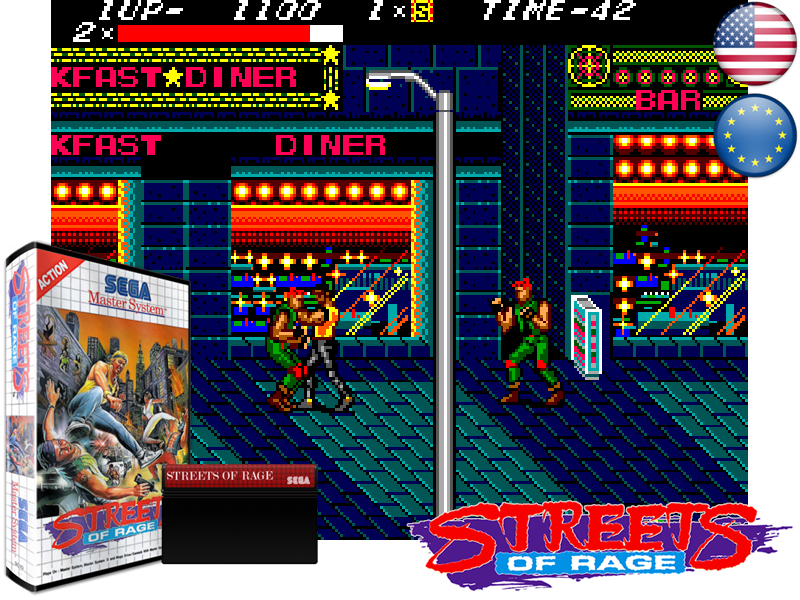 1UP- 1100 1×S TIME-42
2×
KFAST★DINER
BAR
KFAST DINER
ACTION
SEGA
Master System
STREETS OF RAGE
SEGA
STREETS
OF RAGE
STREETS
OF RAGE